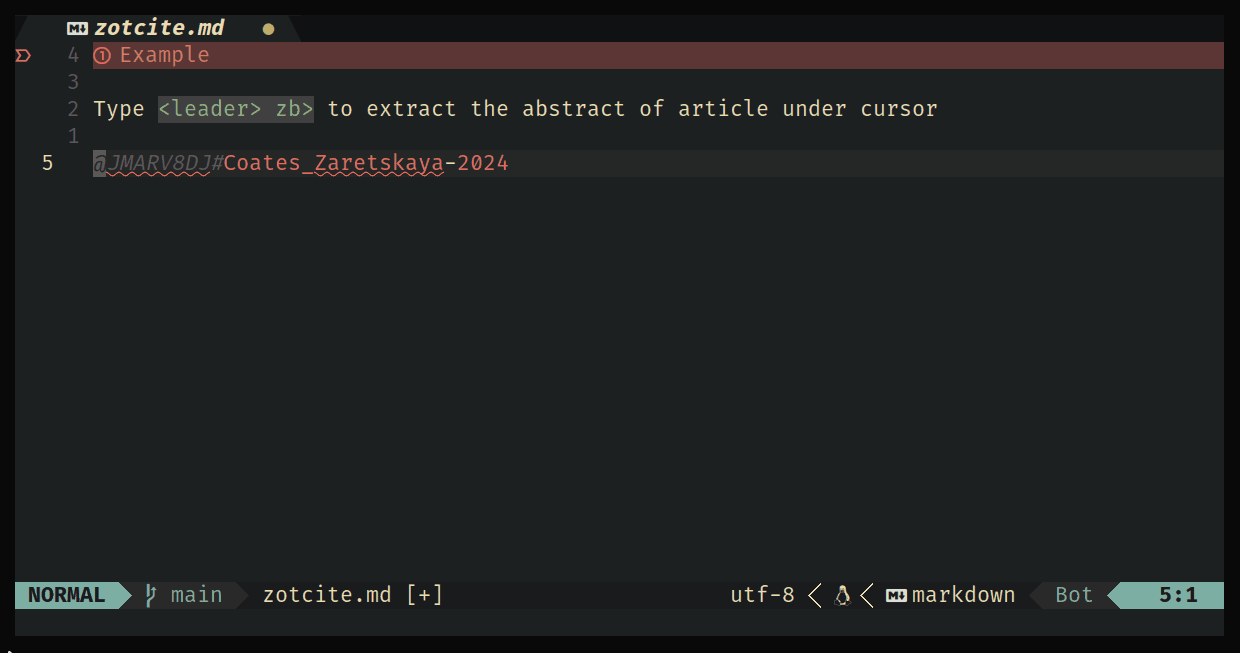 zotcite.md ●
4 ① Example
3
2 Type <leader> zb> to extract the abstract of article under cursor
1
5 @JMARV8DJ#Coates_Zaretskaya-2024
NORMAL main zotcite.md [+] utf-8 markdown Bot 5:1